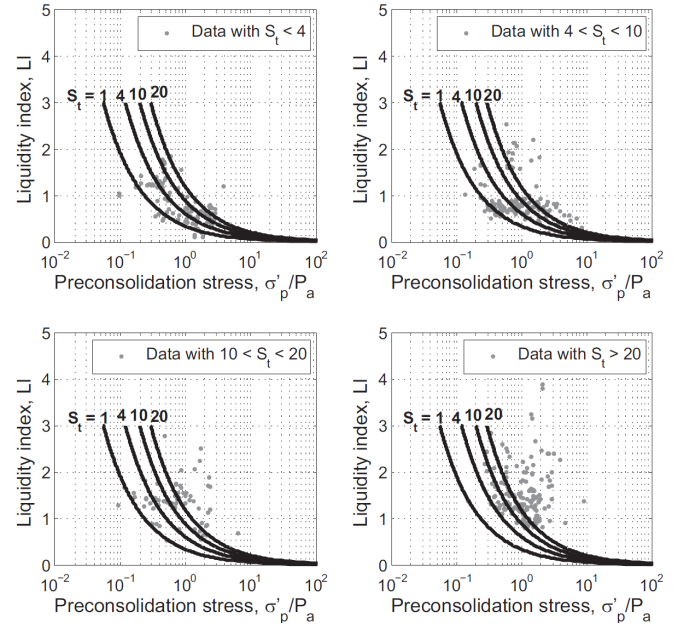 5
Data with S_t < 4
4
3
S_t = 1 4 10 20
2
1
0
Liquidity index, LI
10^−2 10^−1 10^0 10^1 10^2
Preconsolidation stress, σ'_p/P_a
5
Data with 4 < S_t < 10
4
3
S_t = 1 4 10 20
2
1
0
Liquidity index, LI
10^−2 10^−1 10^0 10^1 10^2
Preconsolidation stress, σ'_p/P_a
5
Data with 10 < S_t < 20
4
3
S_t = 1 4 10 20
2
1
0
Liquidity index, LI
10^−2 10^−1 10^0 10^1 10^2
Preconsolidation stress, σ'_p/P_a
5
Data with S_t > 20
4
3
S_t = 1 4 10 20
2
1
0
Liquidity index, LI
10^−2 10^−1 10^0 10^1 10^2
Preconsolidation stress, σ'_p/P_a